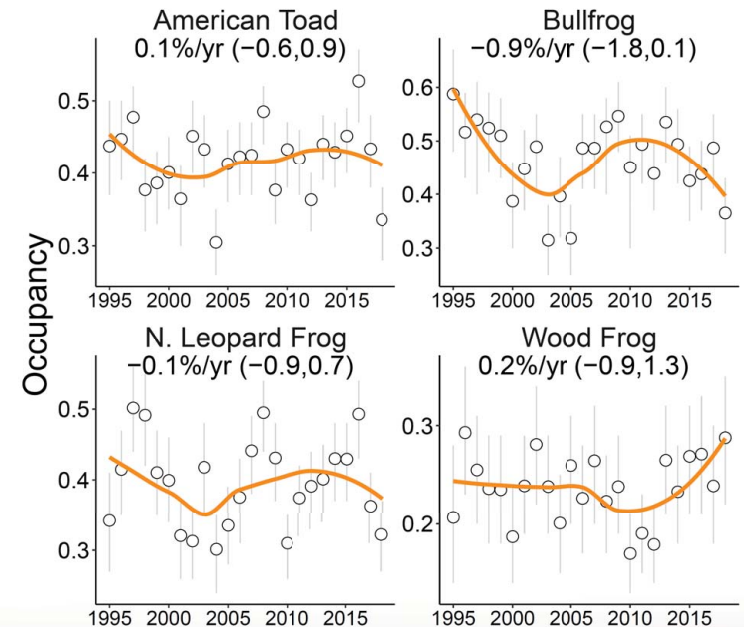 American Toad
0.1%/yr (−0.6,0.9)
Bullfrog
−0.9%/yr (−1.8,0.1)
0.5
0.4
0.3
1995 2000 2005 2010 2015
0.6
0.5
0.4
0.3
1995 2000 2005 2010 2015
Occupancy
N. Leopard Frog
−0.1%/yr (−0.9,0.7)
Wood Frog
0.2%/yr (−0.9,1.3)
0.5
0.4
0.3
1995 2000 2005 2010 2015
0.3
0.2
1995 2000 2005 2010 2015